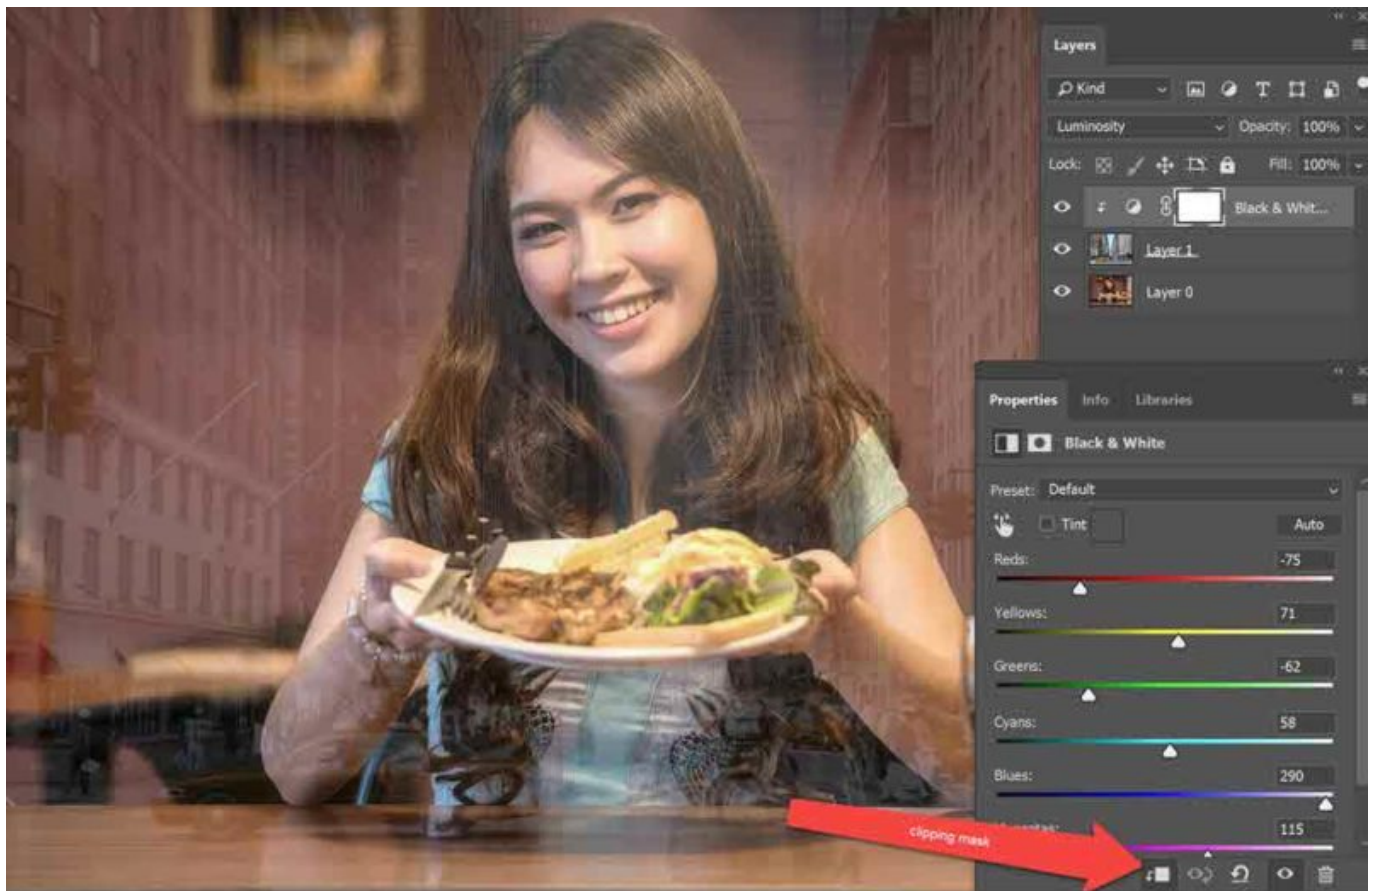 Layers
Kind
Luminosity Opacity: 100%
Lock: Fill: 100%
Black & Whit...
Layer 1
Layer 0
Properties Info Libraries
Black & White
Preset: Default
Tint Auto
Reds: -75
Yellows: 71
Greens: -62
Cyans: 58
Blues: 290
115
clipping mask